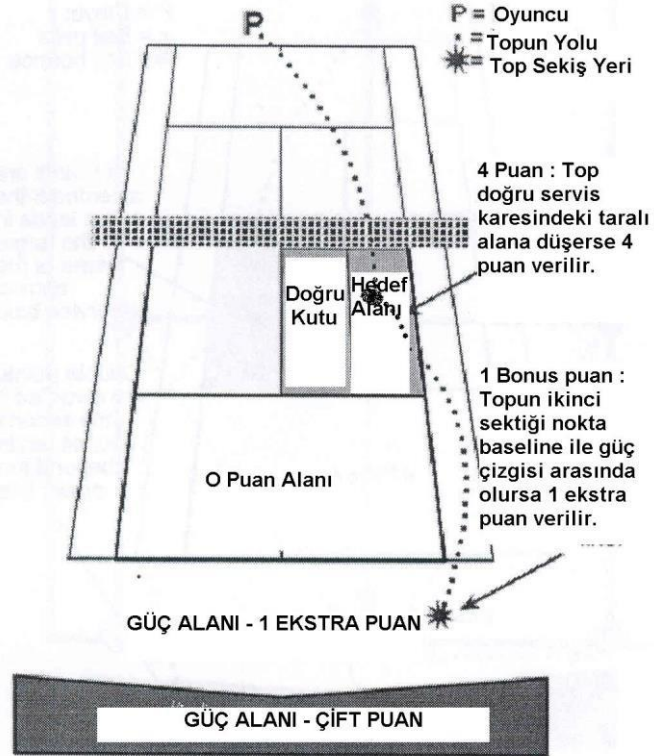 P = Oyuncu
= Topun Yolu
= Top Sekiş Yeri
P
4 Puan : Top
doğru servis
karesindeki taralı
alana düşerse 4
puan verilir.
Doğru
Kutu
Hedef
Alanı
1 Bonus puan :
Topun ikinci
sektiği nokta
baseline ile güç
çizgisi arasında
olursa 1 ekstra
puan verilir.
O Puan Alanı
GÜÇ ALANI - 1 EKSTRA PUAN
GÜÇ ALANI - ÇİFT PUAN